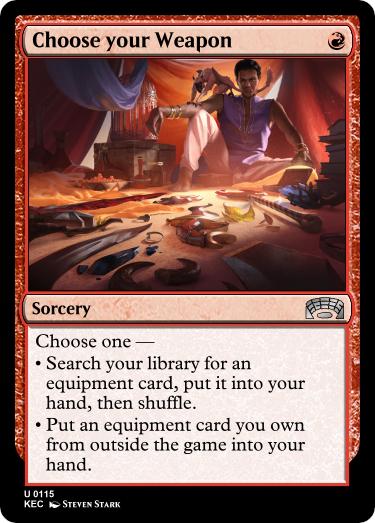 Choose your Weapon
Sorcery
Choose one —
• Search your library for an
equipment card, put it into your
hand, then shuffle.
• Put an equipment card you own
from outside the game into your
hand.
U 0115
KEC Steven Stark